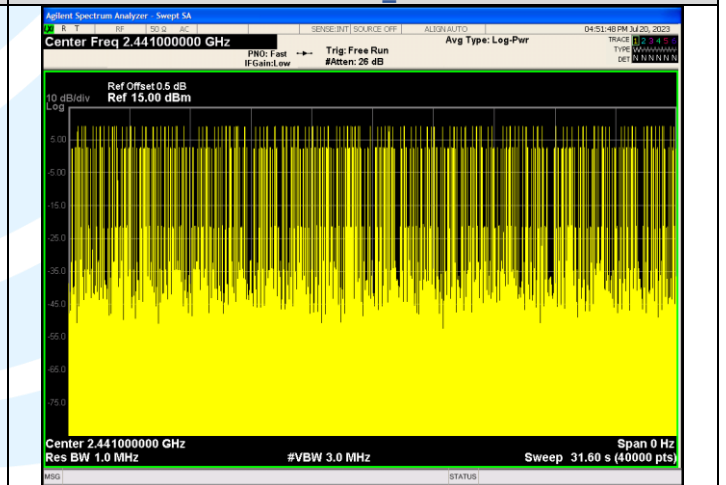 Agilent Spectrum Analyzer - Swept SA
R T RF 50 Ω AC SENSE:INT SOURCE OFF ALIGN AUTO 04:51:48 PM Jul 20, 2023
Center Freq 2.441000000 GHz
PNO: Fast
IFGain:Low
Trig: Free Run
#Atten: 26 dB
Avg Type: Log-Pwr
TRACE 1 2 3 4 5
TYPE W
DET N N N N N N
Ref Offset 0.5 dB
10 dB/div Ref 15.00 dBm
Log
5.00
-5.00
-15.0
-25.0
-35.0
-45.0
-55.0
-65.0
-75.0
Center 2.441000000 GHz Span 0 Hz
Res BW 1.0 MHz #VBW 3.0 MHz Sweep 31.60 s (40000 pts)
MSG STATUS